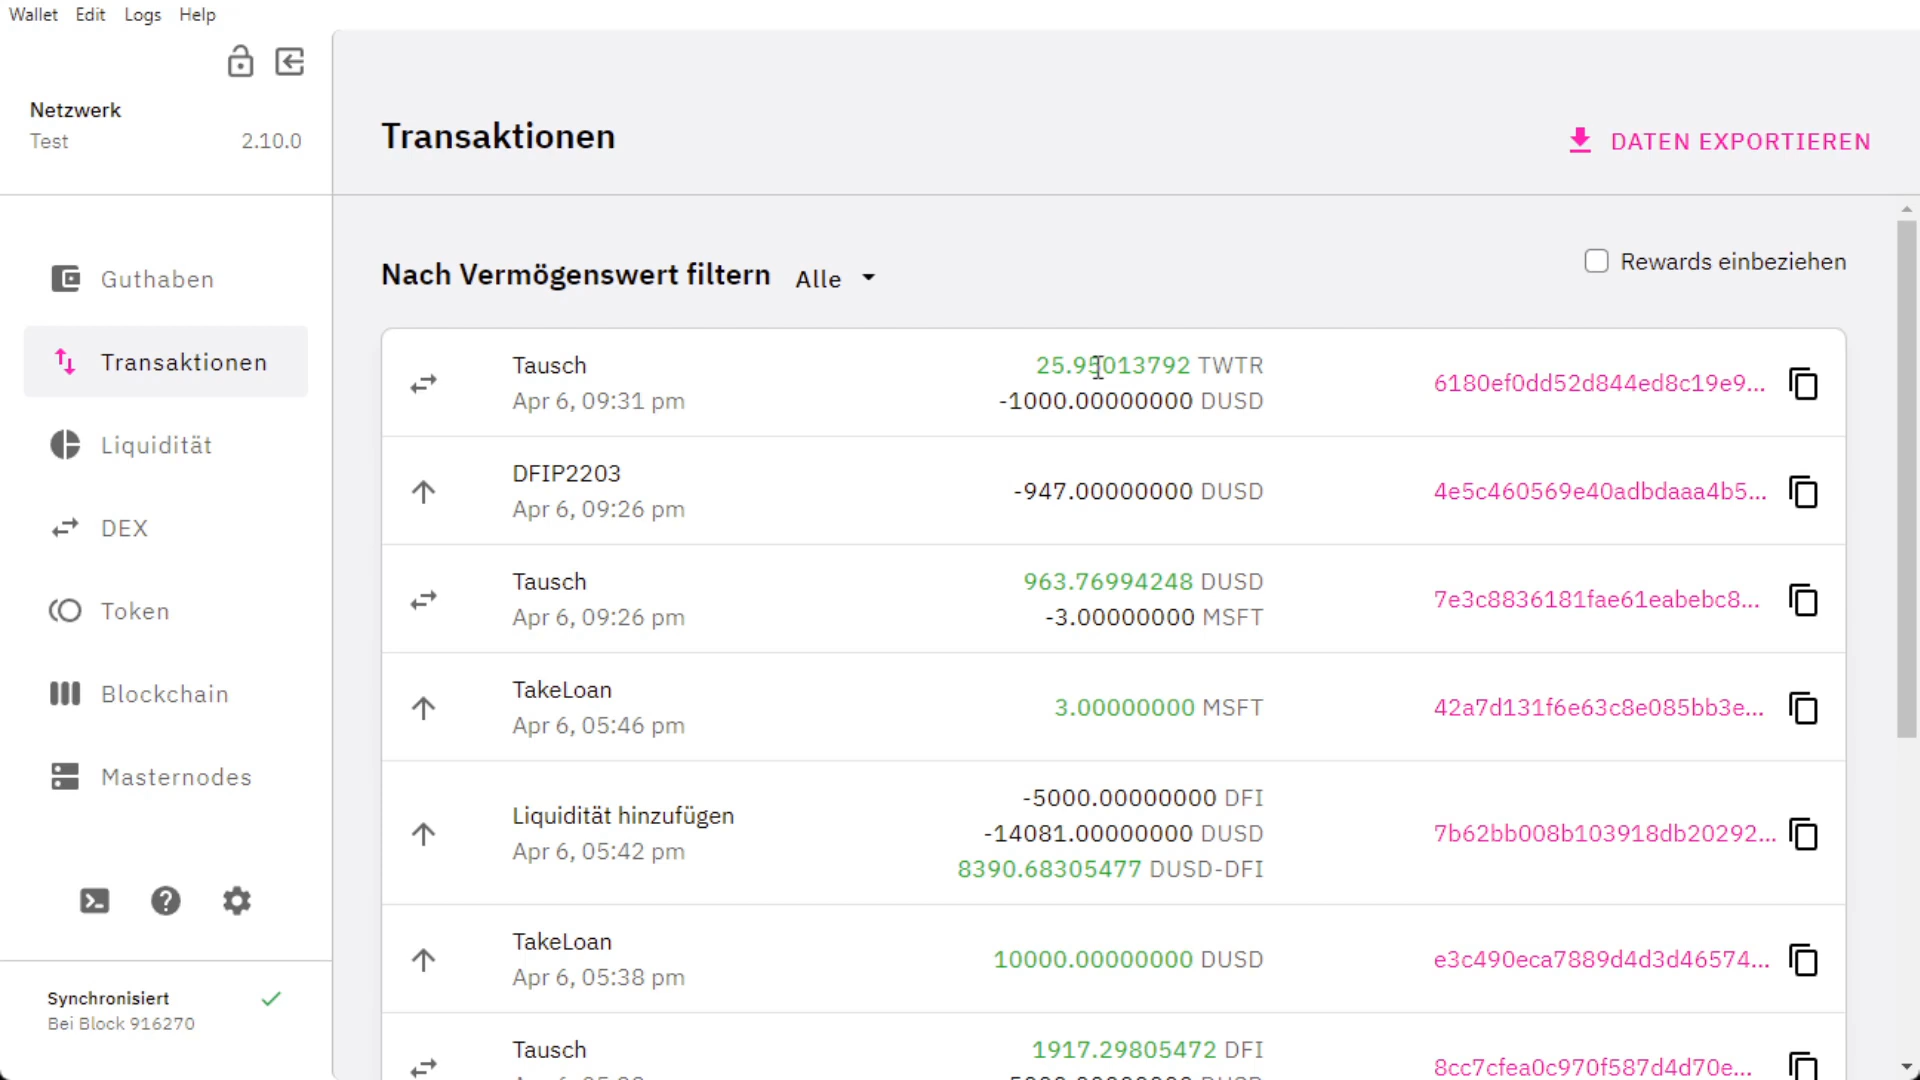 Wallet Edit Logs Help
Netzwerk
Test 2.10.0
Guthaben
Transaktionen
Liquidität
DEX
Token
Blockchain
Masternodes
Synchronisiert
Bei Block 916270
Transaktionen
DATEN EXPORTIEREN
Nach Vermögenswert filtern Alle
Rewards einbeziehen
Tausch 25.95013792 TWTR
Apr 6, 09:31 pm -1000.00000000 DUSD
6180ef0dd52d844ed8c19e9...
DFIP2203
Apr 6, 09:26 pm
-947.00000000 DUSD
4e5c460569e40adbdaaa4b5...
Tausch 963.76994248 DUSD
Apr 6, 09:26 pm -3.00000000 MSFT
7e3c8836181fae61eabebc8...
TakeLoan
Apr 6, 05:46 pm
3.00000000 MSFT
42a7d131f6e63c8e085bb3e...
Liquidität hinzufügen
Apr 6, 05:42 pm
-5000.00000000 DFI
-14081.00000000 DUSD
8390.68305477 DUSD-DFI
7b62bb008b103918db20292...
TakeLoan
Apr 6, 05:38 pm
10000.00000000 DUSD
e3c490eca7889d4d3d46574...
Tausch 1917.29805472 DFI
8cc7cfea0c970f587d4d70e...